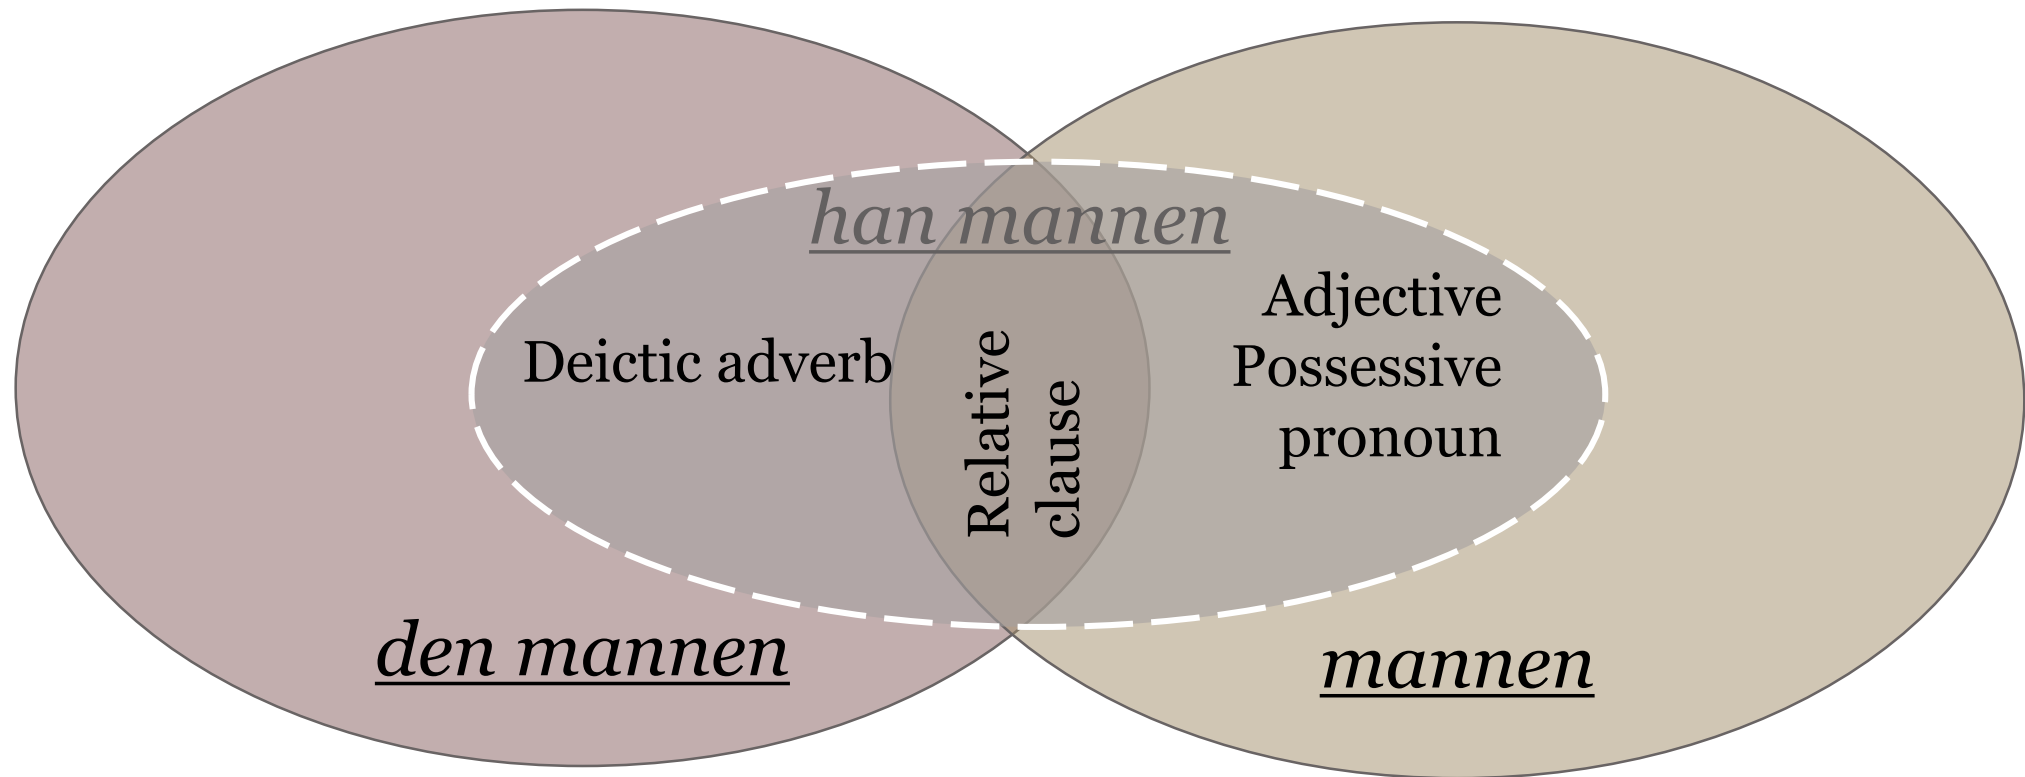 han mannen
Deictic adverb
Relative
clause
Adjective
Possessive
pronoun
den mannen
mannen